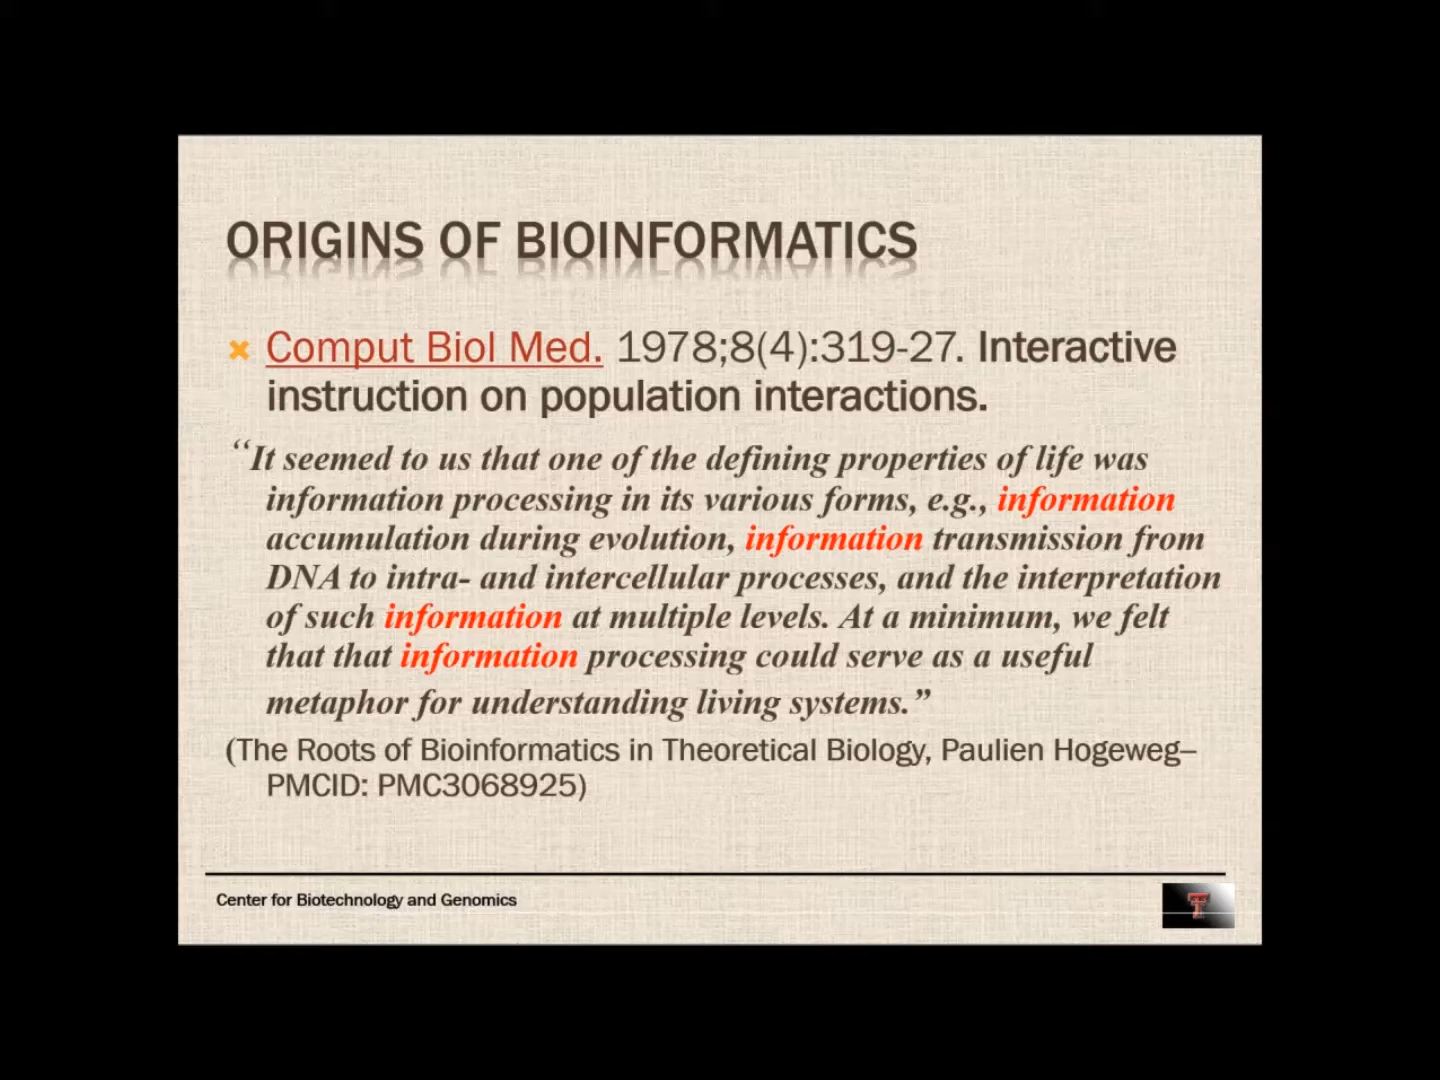 ORIGINS OF BIOINFORMATICS
Comput Biol Med. 1978;8(4):319-27. Interactive
instruction on population interactions.
“It seemed to us that one of the defining properties of life was
information processing in its various forms, e.g., information
accumulation during evolution, information transmission from
DNA to intra- and intercellular processes, and the interpretation
of such information at multiple levels. At a minimum, we felt
that that information processing could serve as a useful
metaphor for understanding living systems.”
(The Roots of Bioinformatics in Theoretical Biology, Paulien Hogeweg–
PMCID: PMC3068925)
Center for Biotechnology and Genomics
T